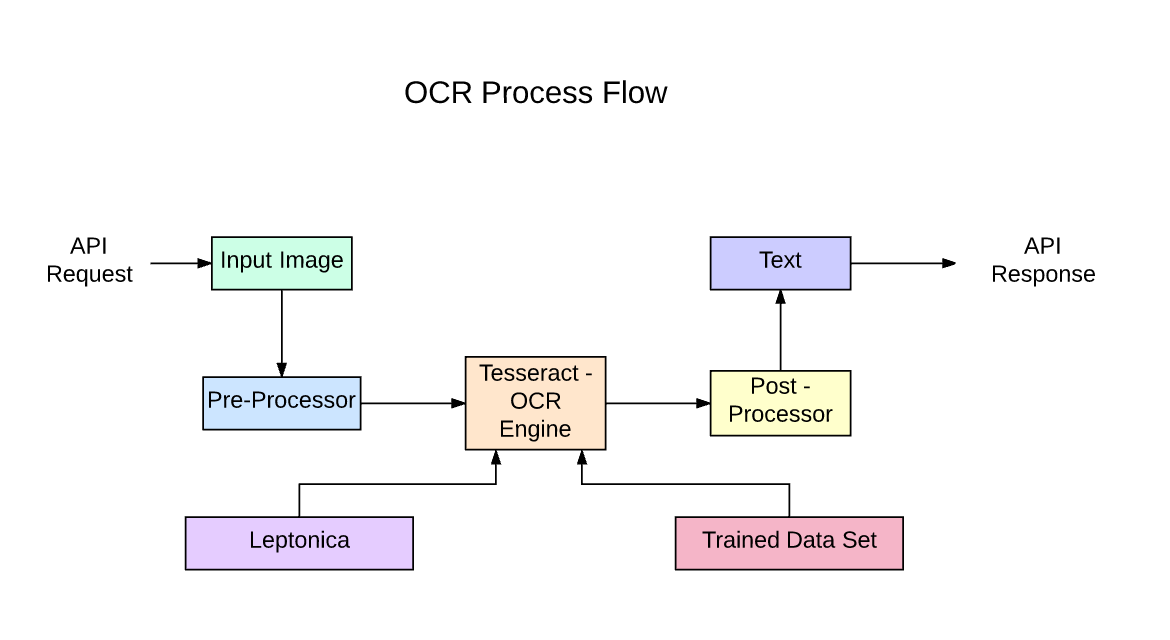 OCR Process Flow
API
Request
Input Image
Text
API
Response
Pre-Processor
Tesseract -
OCR
Engine
Post -
Processor
Leptonica
Trained Data Set